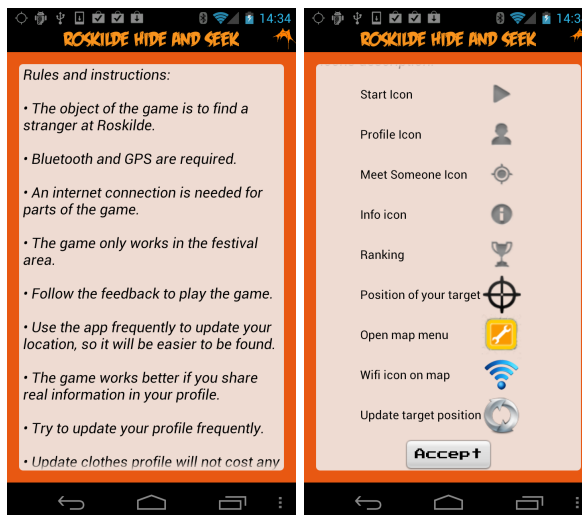 14:34
ROSKILDE HIDE AND SEEK
Rules and instructions:
• The object of the game is to find a
stranger at Roskilde.
• Bluetooth and GPS are required.
• An internet connection is needed for
parts of the game.
• The game only works in the festival
area.
• Follow the feedback to play the game.
• Use the app frequently to update your
location, so it will be easier to be found.
• The game works better if you share
real information in your profile.
• Try to update your profile frequently.
• Update clothes profile will not cost any
14:3
ROSKILDE HIDE AND SEEK
Start Icon
Profile Icon
Meet Someone Icon
Info icon
Ranking
Position of your target
Open map menu
Wifi icon on map
Update target position
Accept